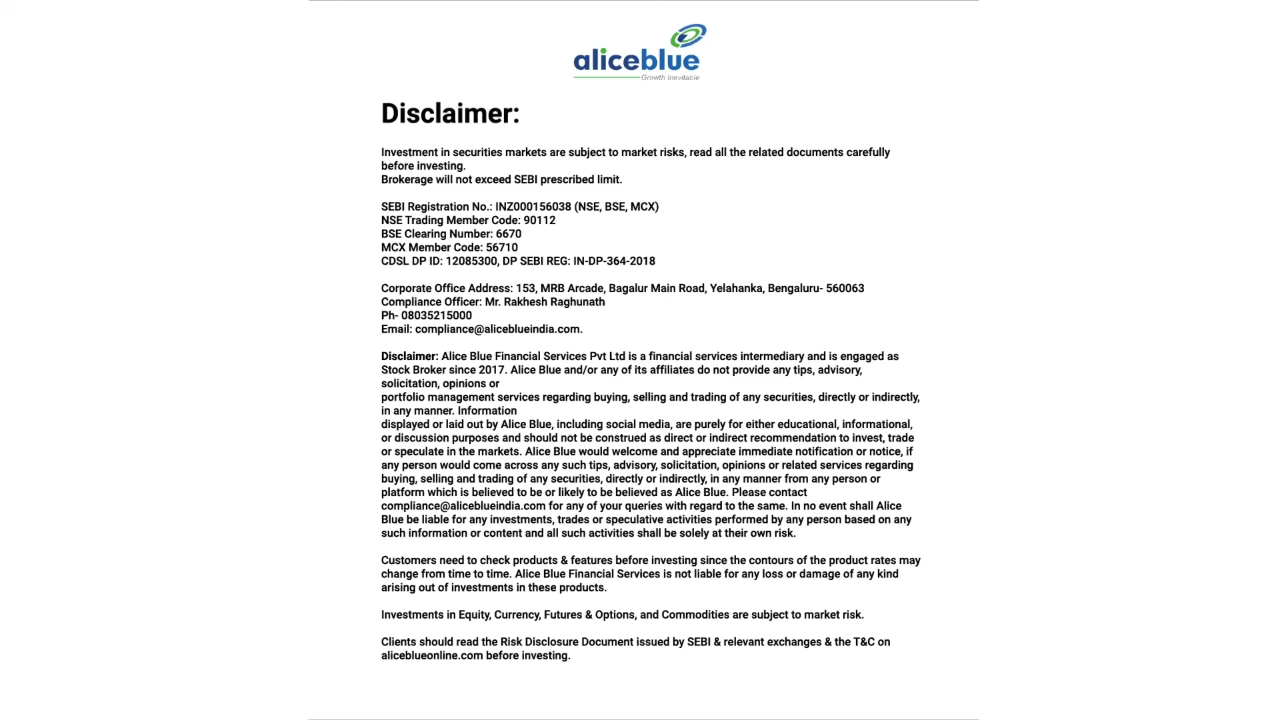 aliceblue
Growth Inevitable
Disclaimer:
Investment in securities markets are subject to market risks, read all the related documents carefully
before investing.
Brokerage will not exceed SEBI prescribed limit.
SEBI Registration No.: INZ000156038 (NSE, BSE, MCX)
NSE Trading Member Code: 90112
BSE Clearing Number: 6670
MCX Member Code: 56710
CDSL DP ID: 12085300, DP SEBI REG: IN-DP-364-2018
Corporate Office Address: 153, MRB Arcade, Bagalur Main Road, Yelahanka, Bengaluru- 560063
Compliance Officer: Mr. Rakhesh Raghunath
Ph- 08035215000
Email: compliance@aliceblueindia.com.
Disclaimer: Alice Blue Financial Services Pvt Ltd is a financial services intermediary and is engaged as
Stock Broker since 2017. Alice Blue and/or any of its affiliates do not provide any tips, advisory,
solicitation, opinions or
portfolio management services regarding buying, selling and trading of any securities, directly or indirectly,
in any manner. Information
displayed or laid out by Alice Blue, including social media, are purely for either educational, informational,
or discussion purposes and should not be construed as direct or indirect recommendation to invest, trade
or speculate in the markets. Alice Blue would welcome and appreciate immediate notification or notice, if
any person would come across any such tips, advisory, solicitation, opinions or related services regarding
buying, selling and trading of any securities, directly or indirectly, in any manner from any person or
platform which is believed to be or likely to be believed as Alice Blue. Please contact
compliance@aliceblueindia.com for any of your queries with regard to the same. In no event shall Alice
Blue be liable for any investments, trades or speculative activities performed by any person based on any
such information or content and all such activities shall be solely at their own risk.
Customers need to check products & features before investing since the contours of the product rates may
change from time to time. Alice Blue Financial Services is not liable for any loss or damage of any kind
arising out of investments in these products.
Investments in Equity, Currency, Futures & Options, and Commodities are subject to market risk.
Clients should read the Risk Disclosure Document issued by SEBI & relevant exchanges & the T&C on
aliceblueonline.com before investing.